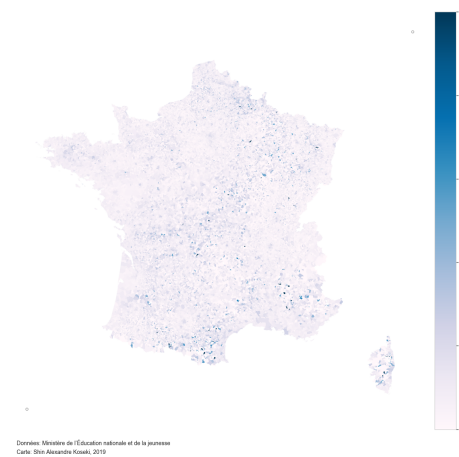 Données: Ministère de l'Éducation nationale et de la jeunesse
Carte: Shin Alexandre Koseki, 2019